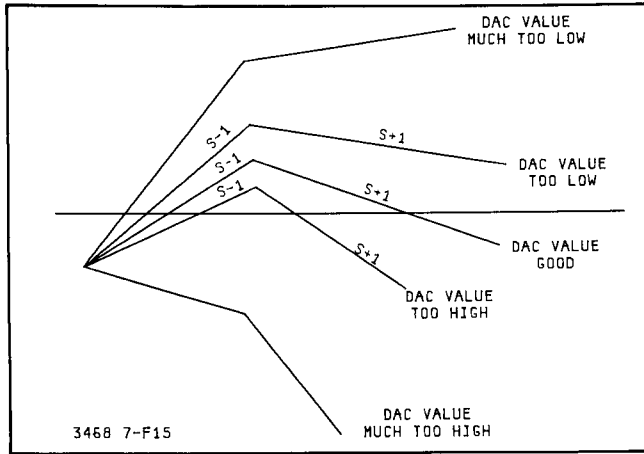 DAC VALUE
MUCH TOO LOW
S-1
S+1
S-1
DAC VALUE
TOO LOW
S-1
S+1
DAC VALUE
GOOD
S+1
DAC VALUE
TOO HIGH
DAC VALUE
MUCH TOO HIGH
3468 7-F15